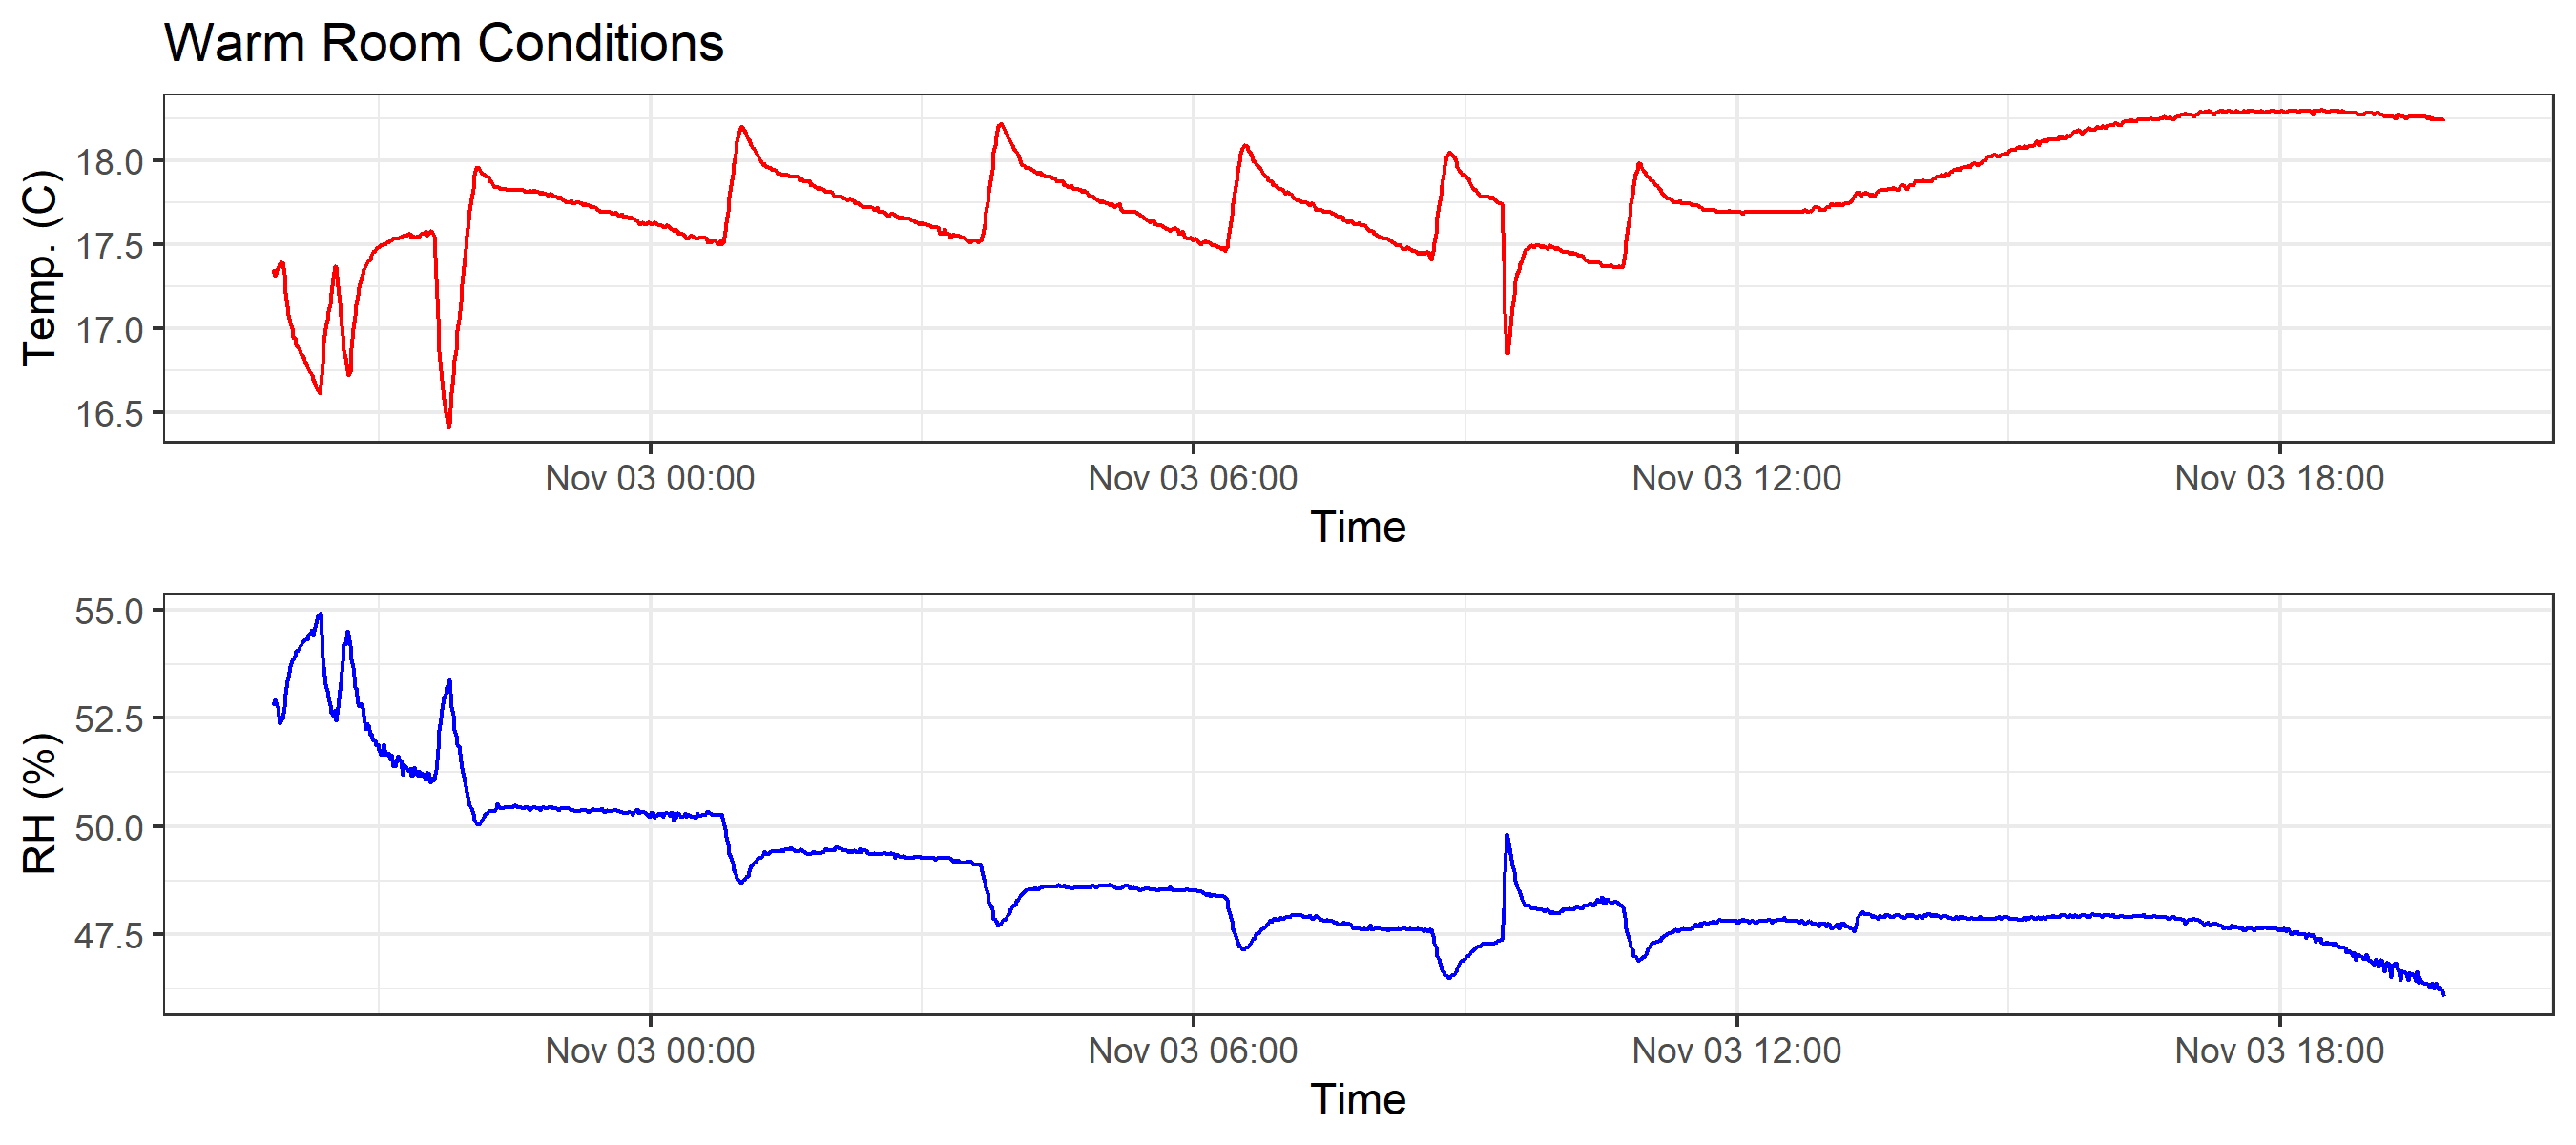 Warm Room Conditions
Temp. (C)
18.0
17.5
17.0
16.5
Nov 03 00:00 Nov 03 06:00 Nov 03 12:00 Nov 03 18:00
Time
RH (%)
55.0
52.5
50.0
47.5
Nov 03 00:00 Nov 03 06:00 Nov 03 12:00 Nov 03 18:00
Time